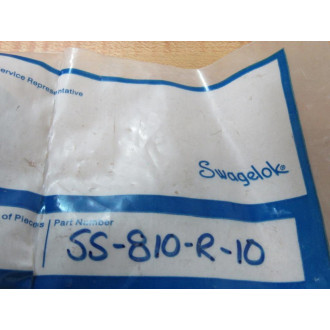 ervice Representative
Swagelok
of Pieces
Part Number
SS-810-R-10